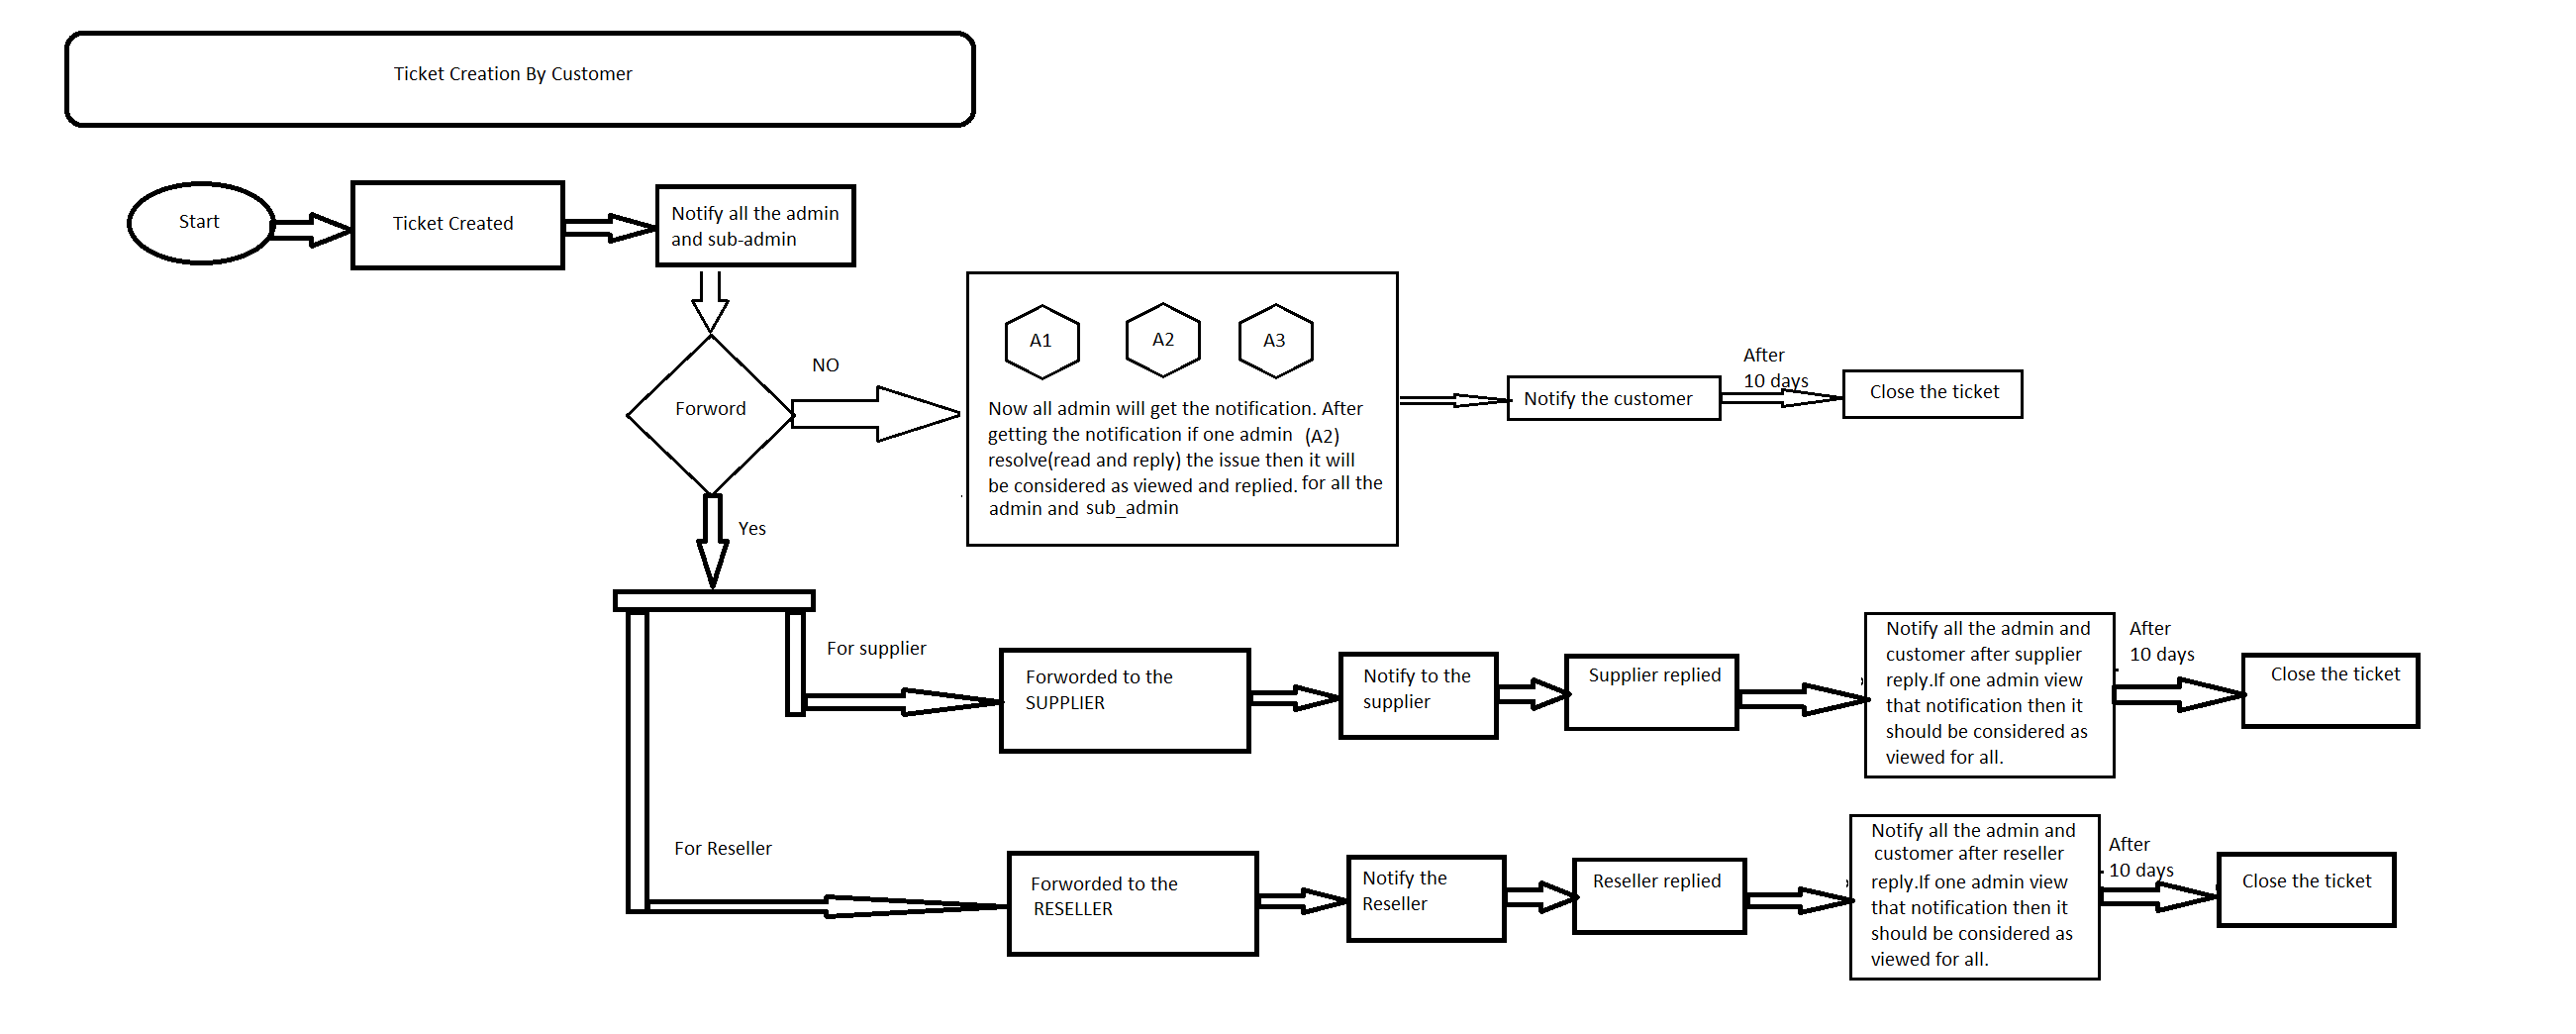 Ticket Creation By Customer
Start
Ticket Created
Notify all the admin
and sub-admin
Forword
NO
A1
A2
A3
Now all admin will get the notification. After
getting the notification if one admin (A2)
resolve(read and reply) the issue then it will
be considered as viewed and replied. for all the
admin and sub_admin
Notify the customer
After
10 days
Close the ticket
Yes
For supplier
Forworded to the
SUPPLIER
Notify to the
supplier
Supplier replied
Notify all the admin and
customer after supplier
reply.If one admin view
that notification then it
should be considered as
viewed for all.
After
10 days
Close the ticket
For Reseller
Forworded to the
RESELLER
Notify the
Reseller
Reseller replied
Notify all the admin and
customer after reseller
reply.If one admin view
that notification then it
should be considered as
viewed for all.
After
10 days
Close the ticket